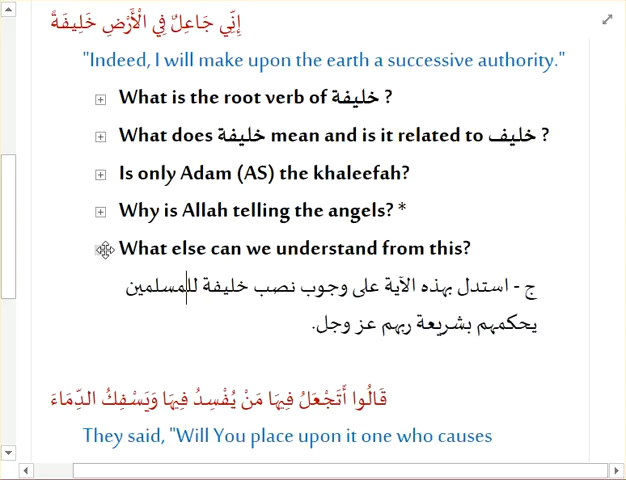 إِنِّي جَاعِلٌ فِي الْأَرْضِ خَلِيفَةً
"Indeed, I will make upon the earth a successive authority."
What is the root verb of خليفة ?
What does خليفة mean and is it related to خليف ?
Is only Adam (AS) the khaleefah?
Why is Allah telling the angels? *
What else can we understand from this?
ج - استدل بهذه الآية على وجوب نصب خليفة للمسلمين
يحكمهم بشريعة ربهم عز وجل.
قَالُوا أَتَجْعَلُ فِيهَا مَنْ يُفْسِدُ فِيهَا وَيَسْفِكُ الدِّمَاءَ
They said, "Will You place upon it one who causes